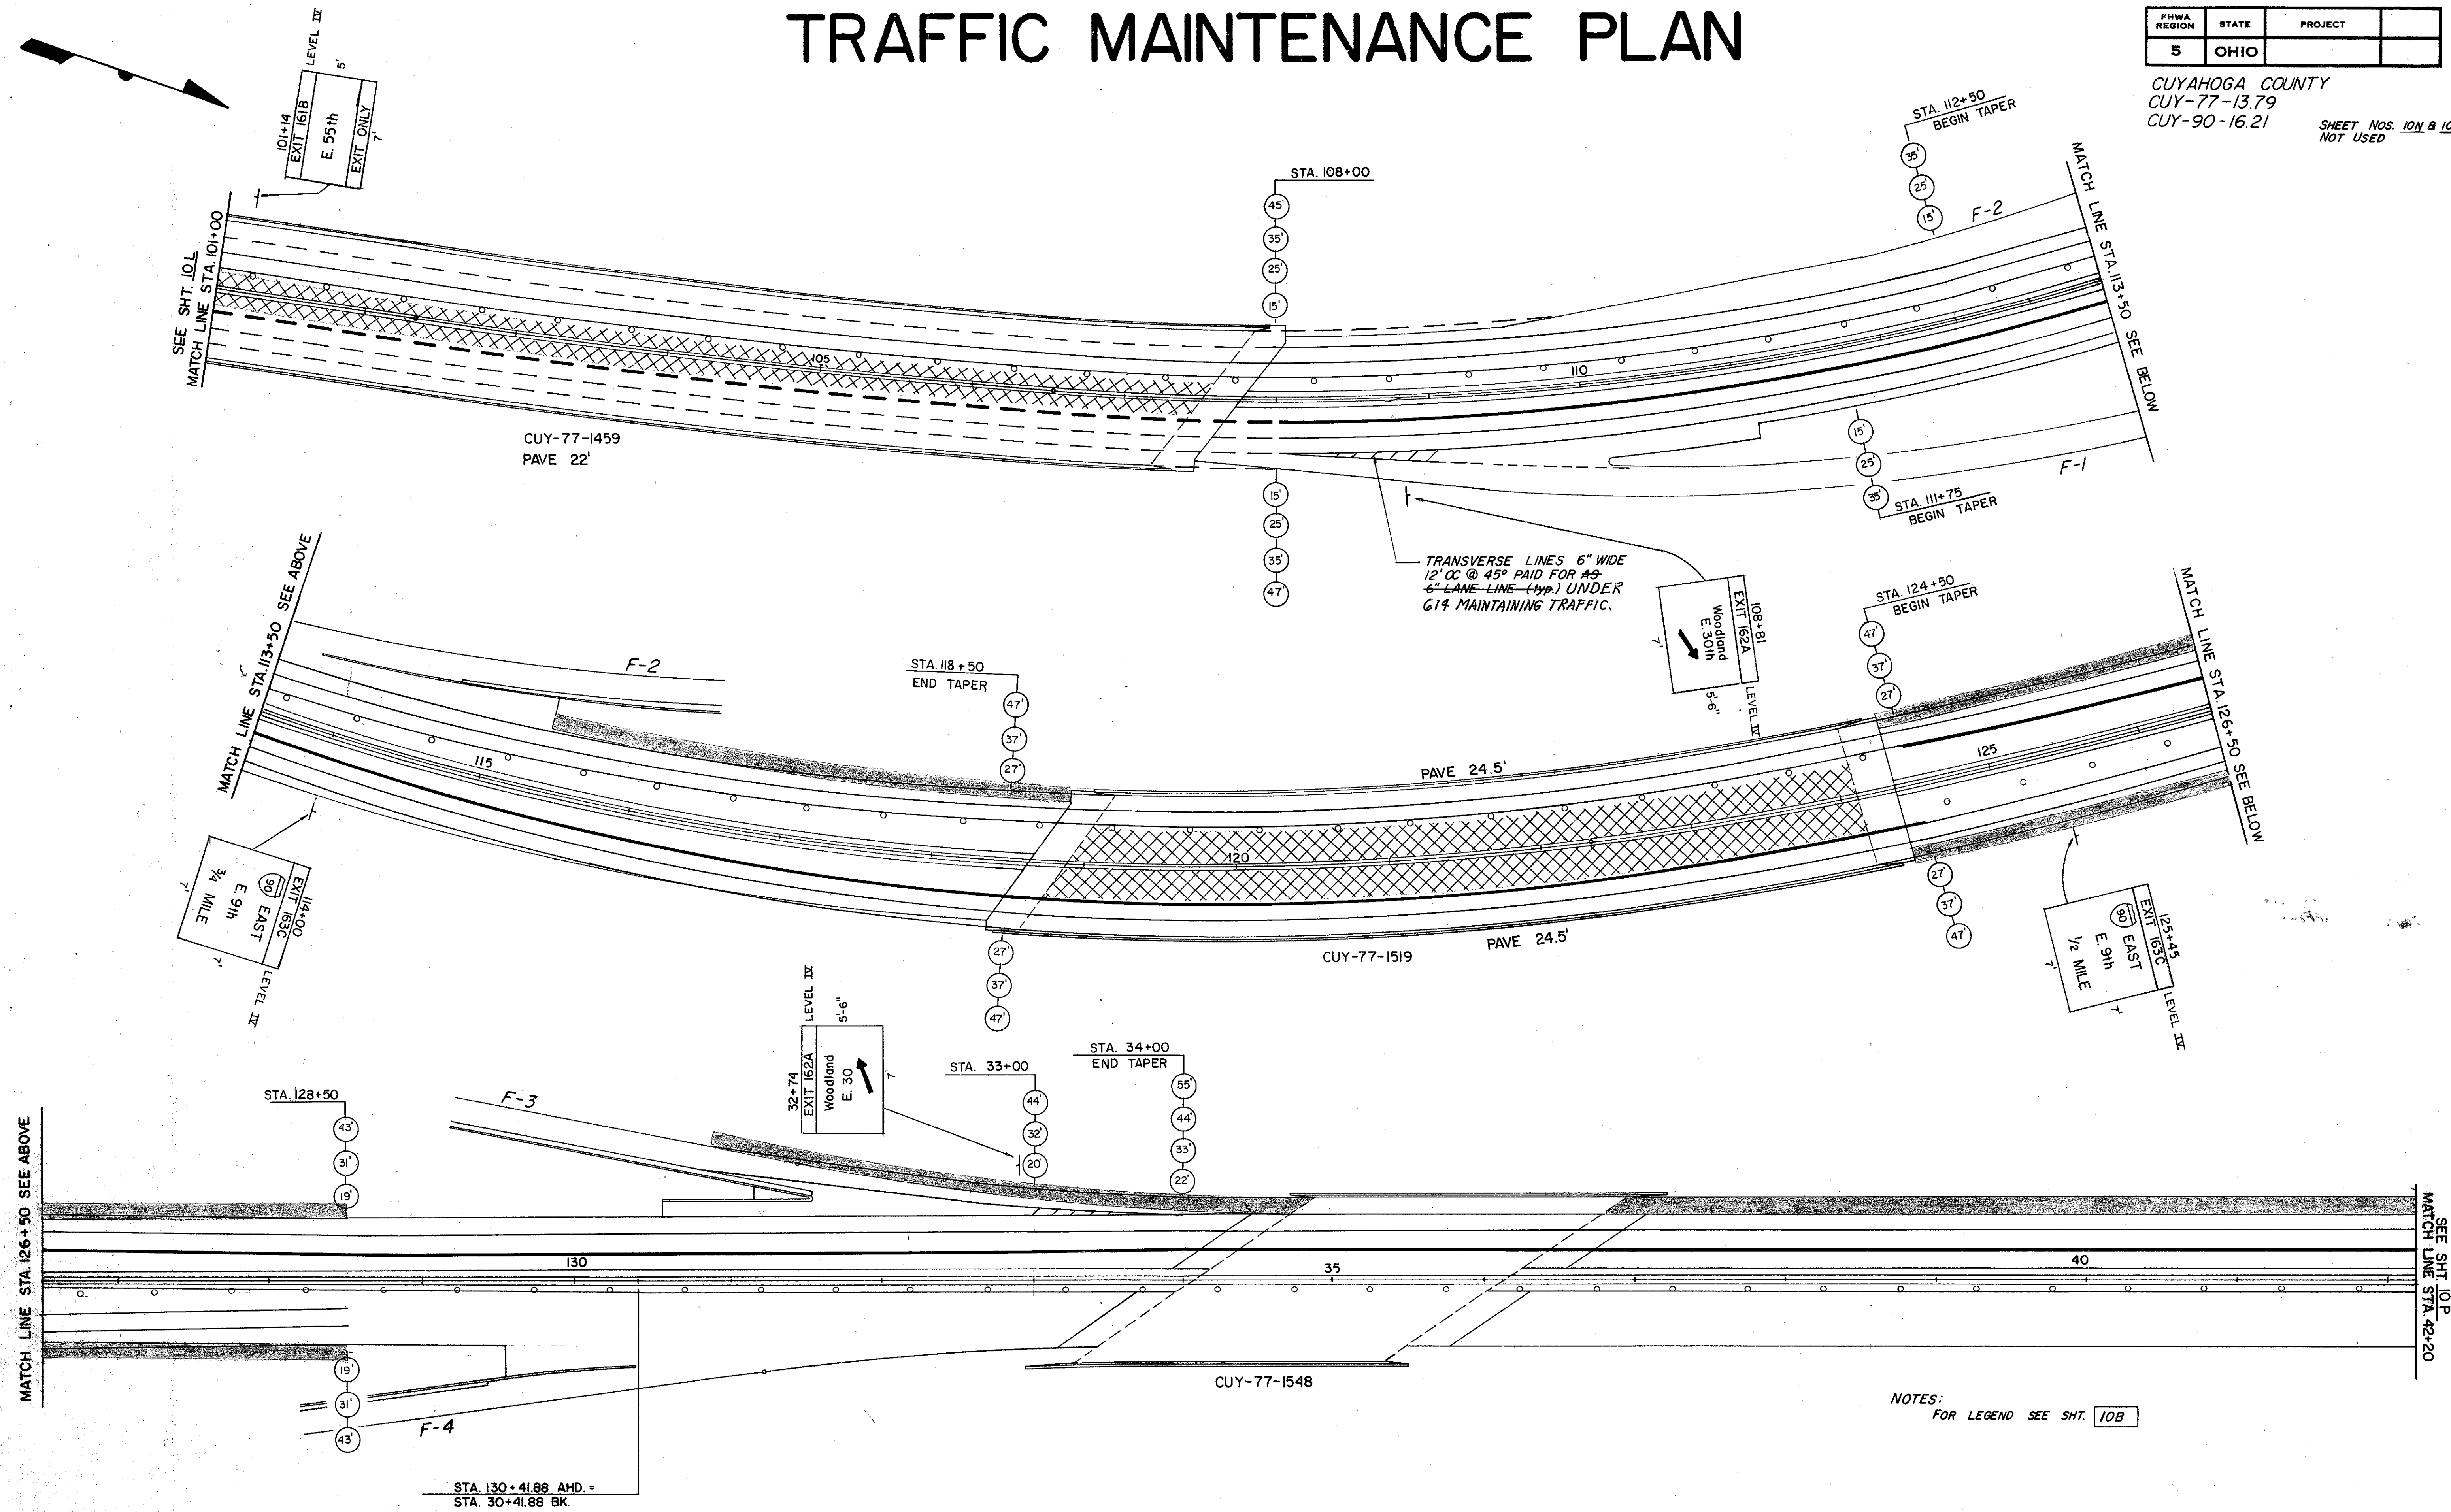 TRAFFIC MAINTENANCE PLAN
FHWA REGION
STATE
PROJECT
5
OHIO
CUYAHOGA COUNTY
CUY-77-13.79
CUY-90-16.21
SHEET NOS. 10N & 10
NOT USED
LEVEL IV
5'
101+14
EXIT 161B
E. 55th
EXIT ONLY
7'
SEE SHT. 10L
MATCH LINE STA. 101+00
105
CUY-77-1459
PAVE 22'
STA. 108+00
45'
35'
25'
15'
15'
25'
35'
47'
110
STA. 112+50
BEGIN TAPER
35'
25'
15'
F-2
MATCH LINE STA. 113+50 SEE BELOW
15'
25'
35'
STA. 111+75
BEGIN TAPER
F-1
TRANSVERSE LINES 6" WIDE
12' OC @ 45° PAID FOR AS
6" LANE LINE (typ.) UNDER
614 MAINTAINING TRAFFIC.
108+81
EXIT 162A
Woodland
E. 30th
7'
5'-6"
LEVEL IV
MATCH LINE STA. 113+50 SEE ABOVE
F-2
115
STA. 118+50
END TAPER
47'
37'
27'
120
PAVE 24.5'
STA. 124+50
BEGIN TAPER
47'
37'
27'
125
MATCH LINE STA. 126+50 SEE BELOW
114+00
EXIT 163C
90 EAST
E. 9th
3/4 MILE
7'
7'
LEVEL IV
27'
37'
47'
CUY-77-1519
PAVE 24.5'
27'
37'
47'
125+45
EXIT 163C
90 EAST
E. 9th
1/2 MILE
7'
7'
LEVEL IV
MATCH LINE STA. 126+50 SEE ABOVE
STA. 128+50
43'
31'
19'
F-3
LEVEL IV
5'-6"
32+74
EXIT 162A
Woodland
E. 30
7'
STA. 33+00
44'
32'
20'
STA. 34+00
END TAPER
55'
44'
33'
22'
130
35
40
SEE SHT. 10P
MATCH LINE STA. 42+20
19'
31'
43'
F-4
CUY-77-1548
STA. 130+41.88 AHD. =
STA. 30+41.88 BK.
NOTES:
FOR LEGEND SEE SHT. 10B